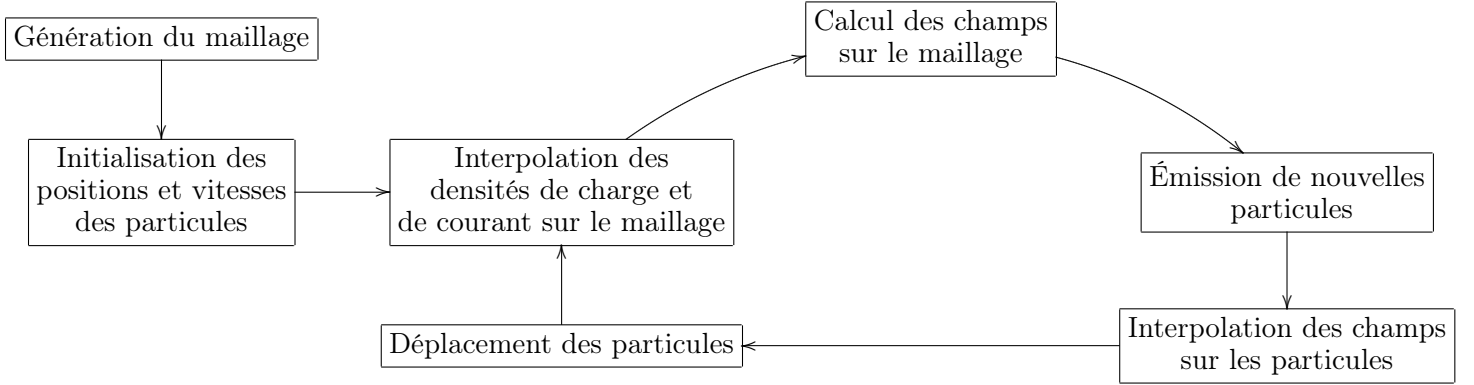 Génération du maillage
Initialisation des
positions et vitesses
des particules
Interpolation des
densités de charge et
de courant sur le maillage
Calcul des champs
sur le maillage
Émission de nouvelles
particules
Interpolation des champs
sur les particules
Déplacement des particules